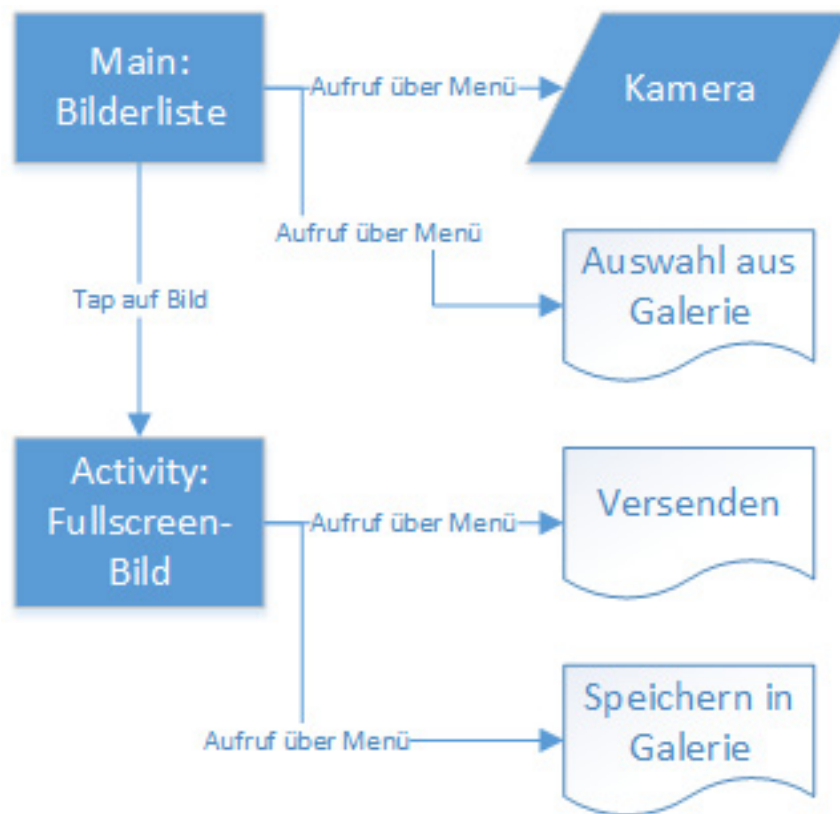 Main:
Bilderliste
Aufruf über Menü
Kamera
Aufruf über Menü
Auswahl aus
Galerie
Tap auf Bild
Activity:
Fullscreen-
Bild
Aufruf über Menü
Versenden
Aufruf über Menü
Speichern in
Galerie